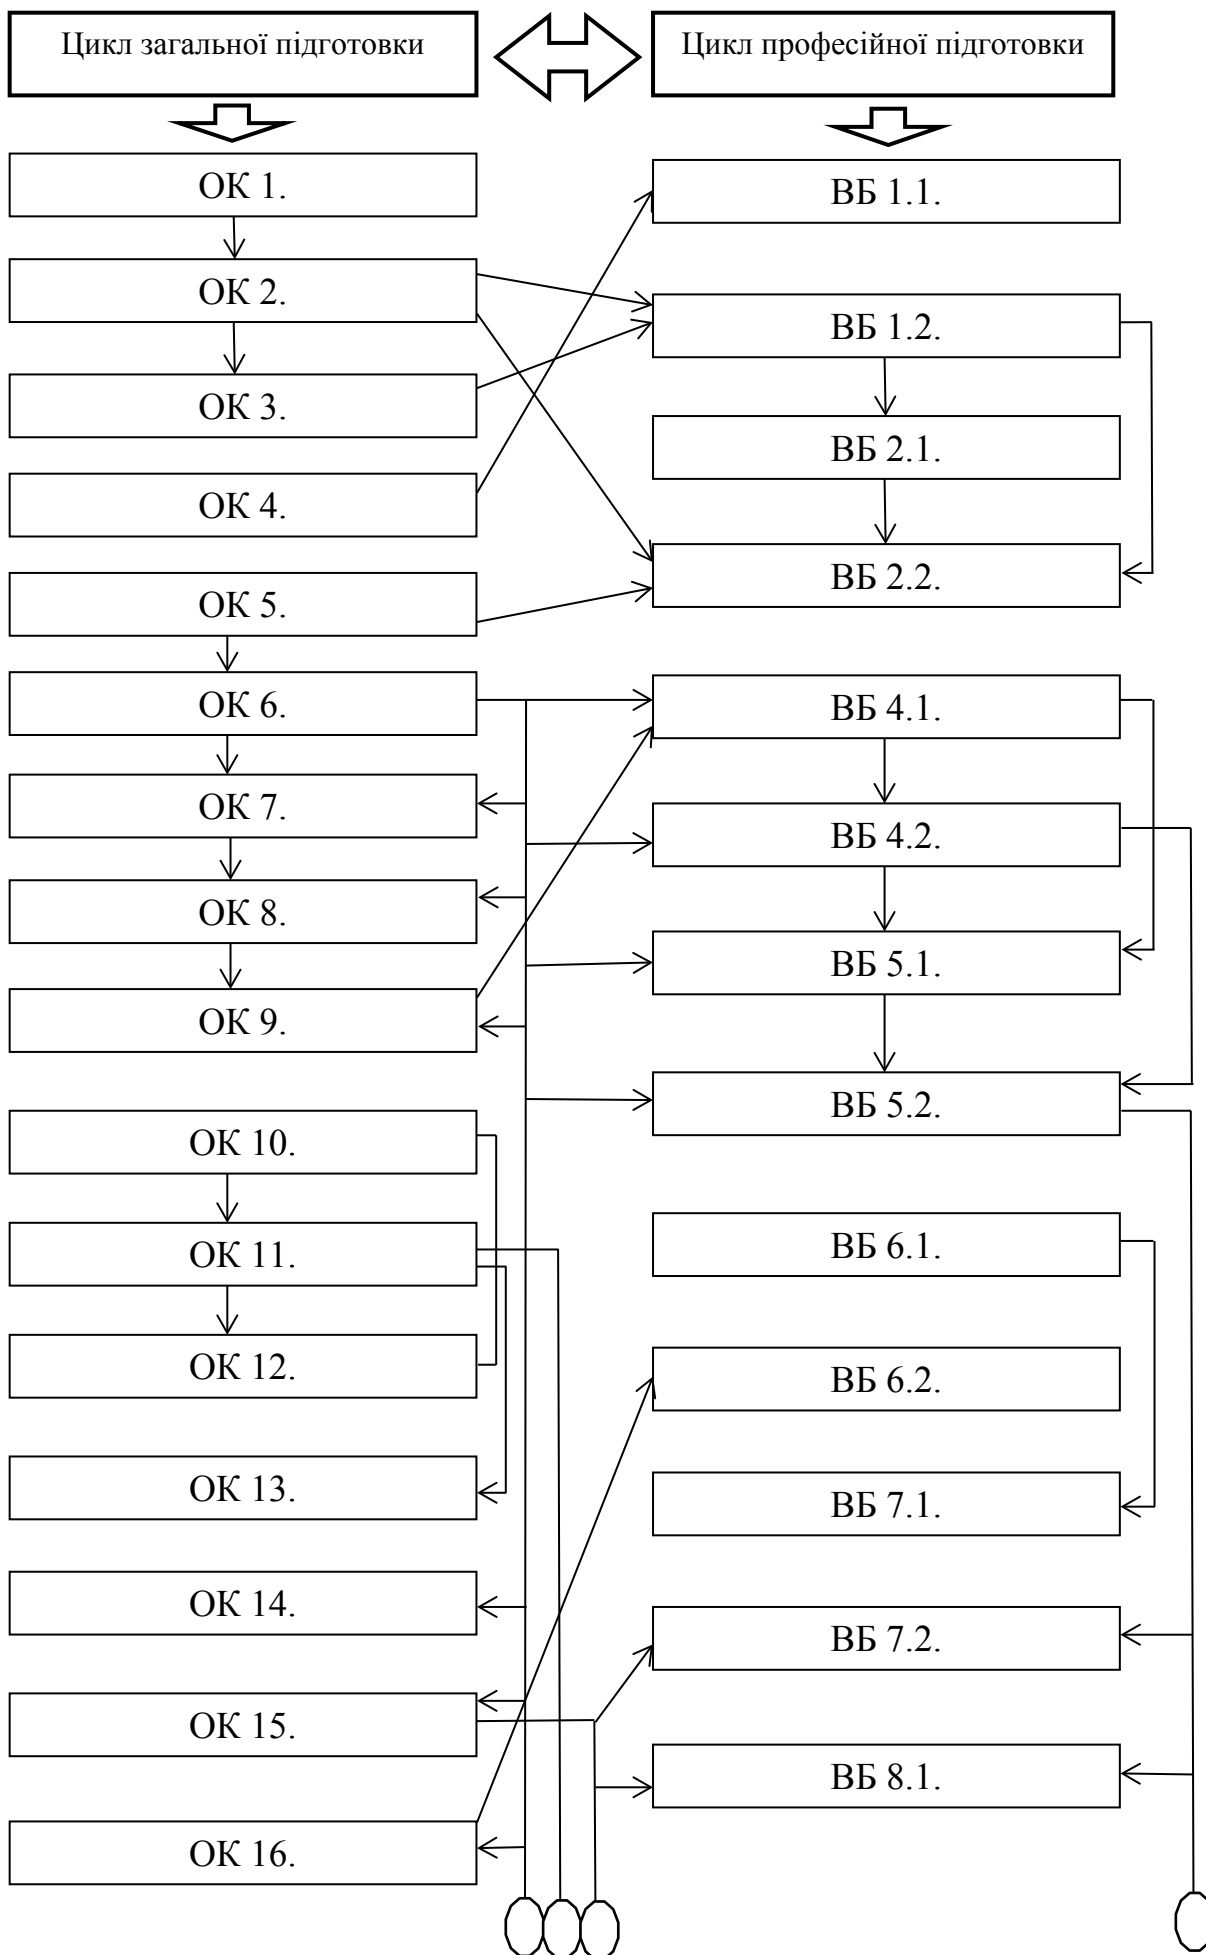 Цикл загальної підготовки
Цикл професійної підготовки
ОК 1.
ОК 2.
ОК 3.
ОК 4.
ОК 5.
ОК 6.
ОК 7.
ОК 8.
ОК 9.
ОК 10.
ОК 11.
ОК 12.
ОК 13.
ОК 14.
ОК 15.
ОК 16.
ВБ 1.1.
ВБ 1.2.
ВБ 2.1.
ВБ 2.2.
ВБ 4.1.
ВБ 4.2.
ВБ 5.1.
ВБ 5.2.
ВБ 6.1.
ВБ 6.2.
ВБ 7.1.
ВБ 7.2.
ВБ 8.1.